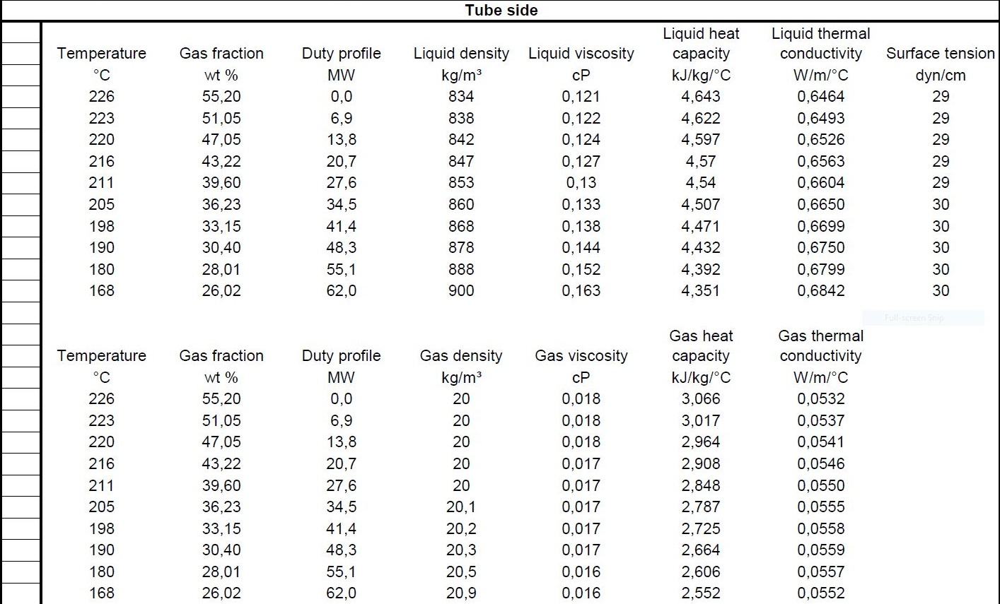 Tube side
Liquid heat Liquid thermal
Temperature Gas fraction Duty profile Liquid density Liquid viscosity capacity conductivity Surface tension
°C wt % MW kg/m³ cP kJ/kg/°C W/m/°C dyn/cm
226 55,20 0,0 834 0,121 4,643 0,6464 29
223 51,05 6,9 838 0,122 4,622 0,6493 29
220 47,05 13,8 842 0,124 4,597 0,6526 29
216 43,22 20,7 847 0,127 4,57 0,6563 29
211 39,60 27,6 853 0,13 4,54 0,6604 29
205 36,23 34,5 860 0,133 4,507 0,6650 30
198 33,15 41,4 868 0,138 4,471 0,6699 30
190 30,40 48,3 878 0,144 4,432 0,6750 30
180 28,01 55,1 888 0,152 4,392 0,6799 30
168 26,02 62,0 900 0,163 4,351 0,6842 30
Full-screen Snip
Gas heat Gas thermal
Temperature Gas fraction Duty profile Gas density Gas viscosity capacity conductivity
°C wt % MW kg/m³ cP kJ/kg/°C W/m/°C
226 55,20 0,0 20 0,018 3,066 0,0532
223 51,05 6,9 20 0,018 3,017 0,0537
220 47,05 13,8 20 0,018 2,964 0,0541
216 43,22 20,7 20 0,017 2,908 0,0546
211 39,60 27,6 20 0,017 2,848 0,0550
205 36,23 34,5 20,1 0,017 2,787 0,0555
198 33,15 41,4 20,2 0,017 2,725 0,0558
190 30,40 48,3 20,3 0,017 2,664 0,0559
180 28,01 55,1 20,5 0,016 2,606 0,0557
168 26,02 62,0 20,9 0,016 2,552 0,0552